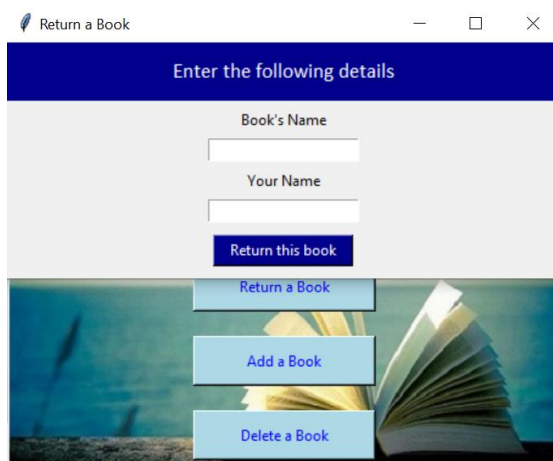 Return a Book
Enter the following details
Book's Name
Your Name
Return this book
Return a Book
Add a Book
Delete a Book